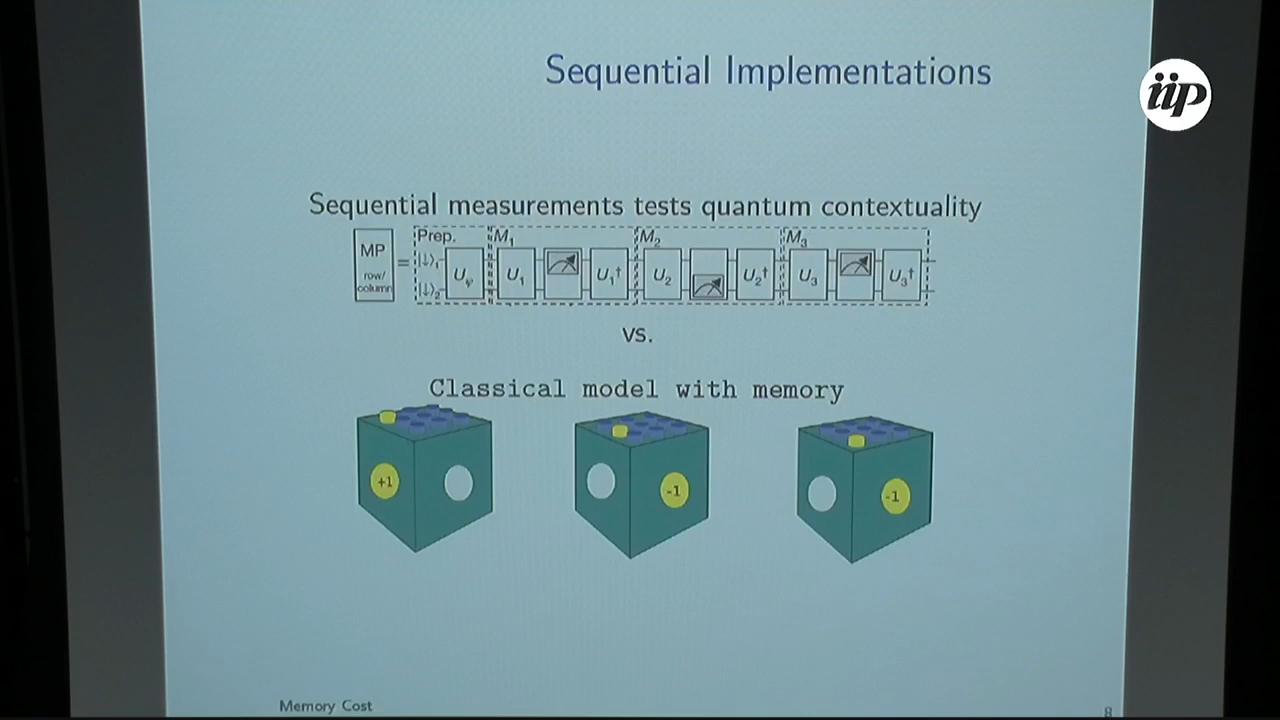 Sequential Implementations
iip
Sequential measurements tests quantum contextuality
MP
row/
column
=
Prep.
|↓⟩₁
|↓⟩₂
Uψ
M₁
U₁
U₁†
M₂
U₂
U₂†
M₃
U₃
U₃†
vs.
Classical model with memory
+1
-1
-1
Memory Cost
8